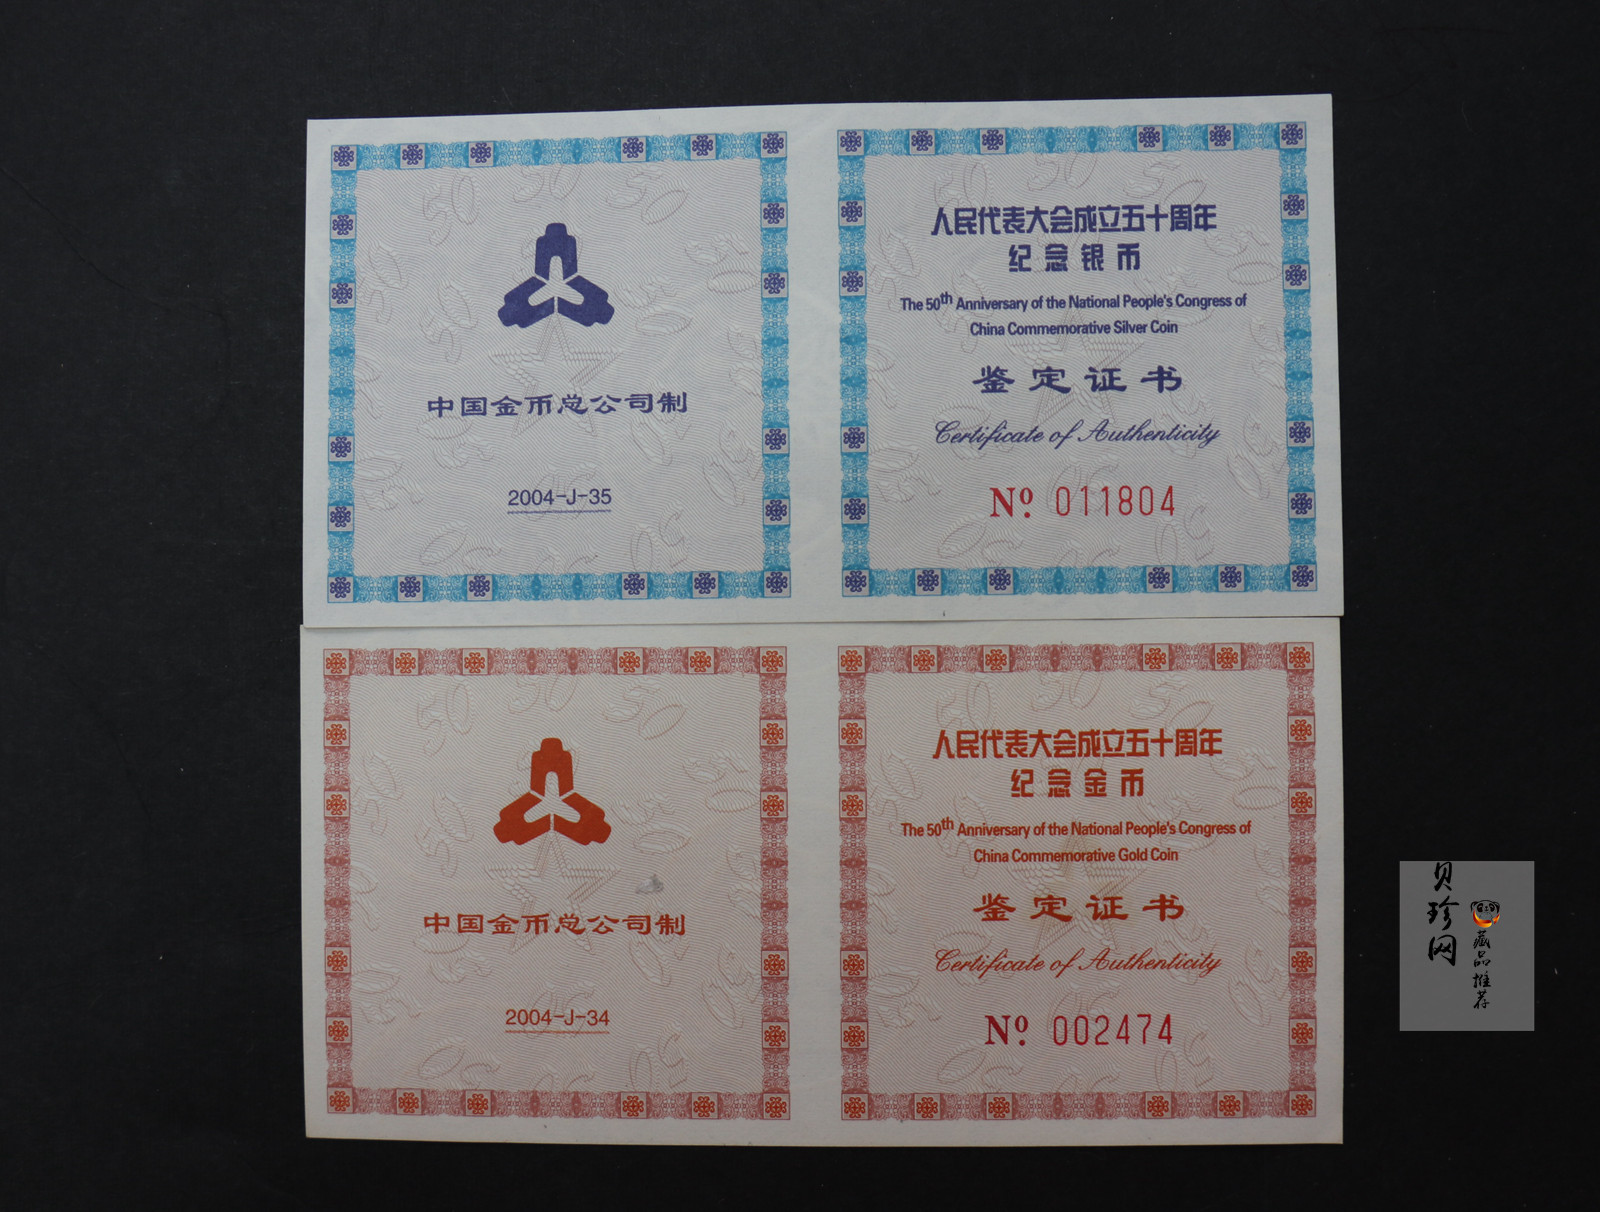 中国金币总公司制
2004-J-35
人民代表大会成立五十周年
纪念银币
The 50th Anniversary of the National People's Congress of
China Commemorative Silver Coin
鉴定证书
Certificate of Authenticity
Nº 011804
中国金币总公司制
2004-J-34
人民代表大会成立五十周年
纪念金币
The 50th Anniversary of the National People's Congress of
China Commemorative Gold Coin
鉴定证书
Certificate of Authenticity
Nº 002474
贝珍网
藏品推荐